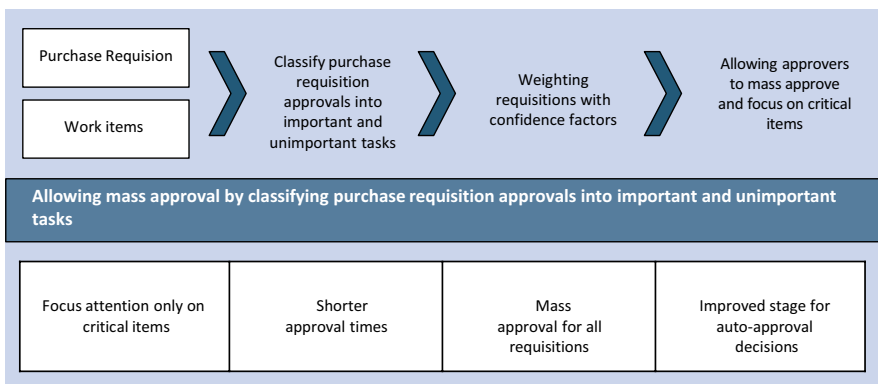 Purchase Requision
Work items
Classify purchase
requisition
approvals into
important and
unimportant tasks
Weighting
requisitions with
confidence factors
Allowing approvers
to mass approve
and focus on critical
items
Allowing mass approval by classifying purchase requisition approvals into important and unimportant
tasks
Focus attention only on
critical items
Shorter
approval times
Mass
approval for all
requisitions
Improved stage for
auto-approval
decisions